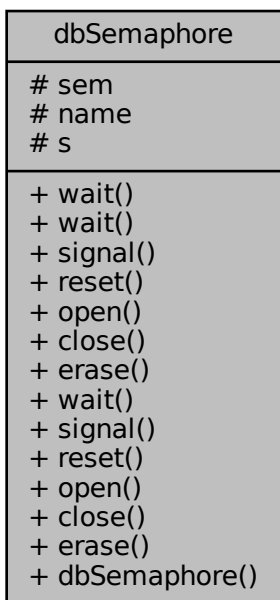 dbSemaphore
# sem
# name
# s
+ wait()
+ wait()
+ signal()
+ reset()
+ open()
+ close()
+ erase()
+ wait()
+ signal()
+ reset()
+ open()
+ close()
+ erase()
+ dbSemaphore()